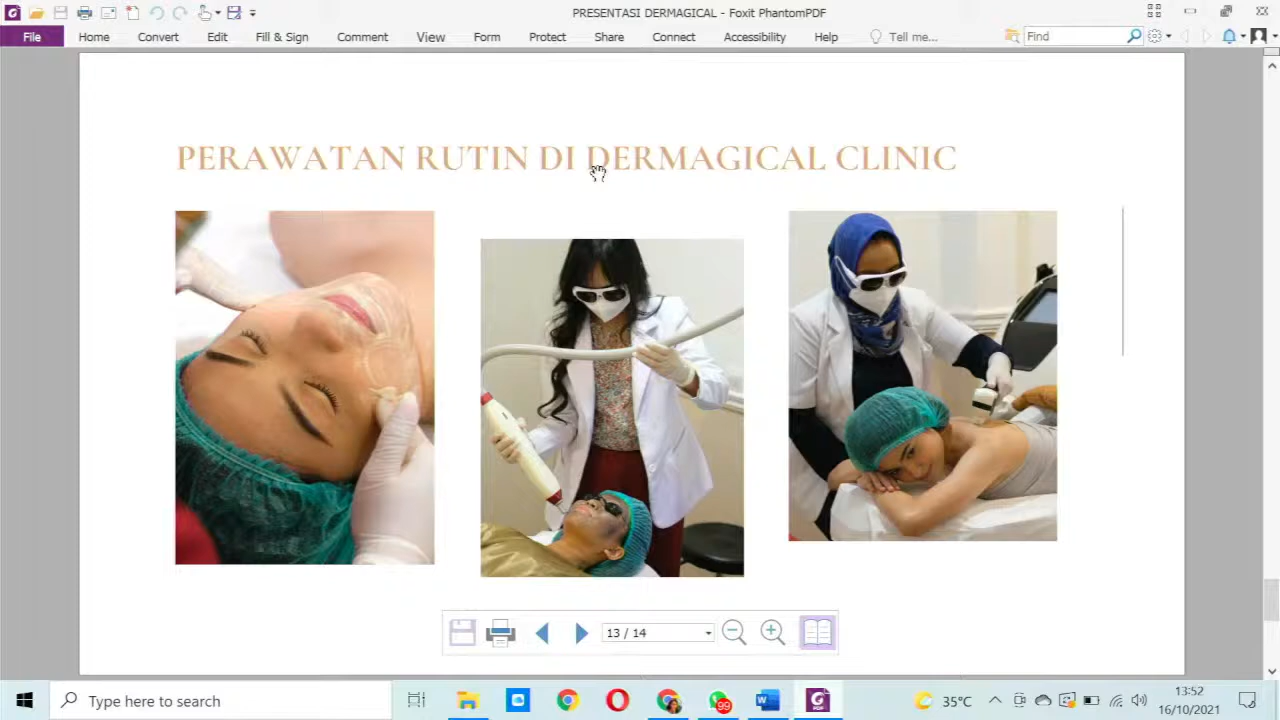 PRESENTASI DERMAGICAL - Foxit PhantomPDF
File Home Convert Edit Fill & Sign Comment View Form Protect Share Connect Accessibility Help Tell me... Find
PERAWATAN RUTIN DI DERMAGICAL CLINIC
13 / 14
Type here to search
99
PDF
35°C
13:52
16/10/2021